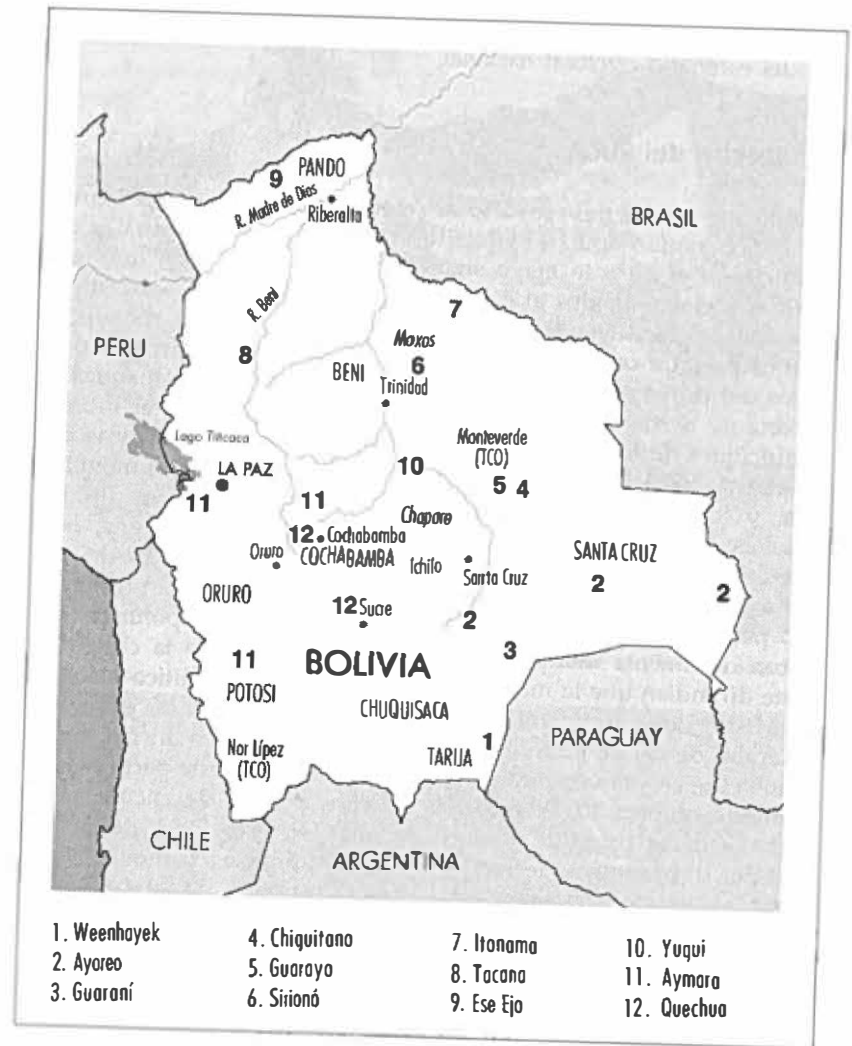 PANDO
9
R. Madre de Dios
Riberalta
BRASIL
7
R. Beni
PERU
Moxos
8
6
BENI
Trinidad
Lago Titicaca
Monteverde
(TCO)
10
LA PAZ
5 4
11
11
Chapare
12 Cochabamba
COCHABAMBA
Oruro
Ichilo
Santa Cruz
SANTA CRUZ
2
2
ORURO
12 Sucre
2
3
11
BOLIVIA
POTOSI
CHUQUISACA
PARAGUAY
1
Nor Lípez
(TCO)
TARIJA
CHILE
ARGENTINA
1. Weenhayek
2. Ayoreo
3. Guaraní
4. Chiquitano
5. Guarayo
6. Sirionó
7. Itonama
8. Tacana
9. Ese Eja
10. Yuqui
11. Aymara
12. Quechua